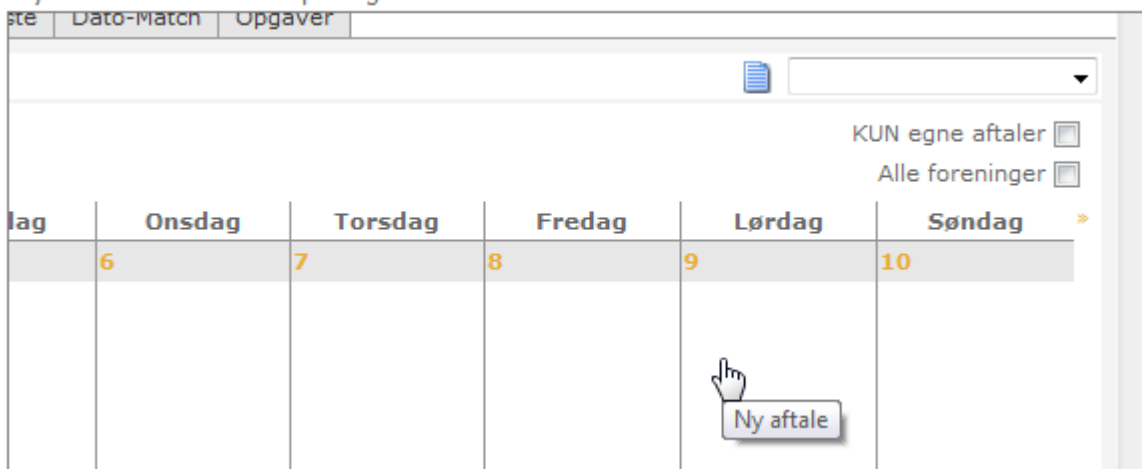 Dato-Match Opgaver
KUN egne aftaler
Alle foreninger
Onsdag Torsdag Fredag Lørdag Søndag »
6 7 8 9 10
Ny aftale